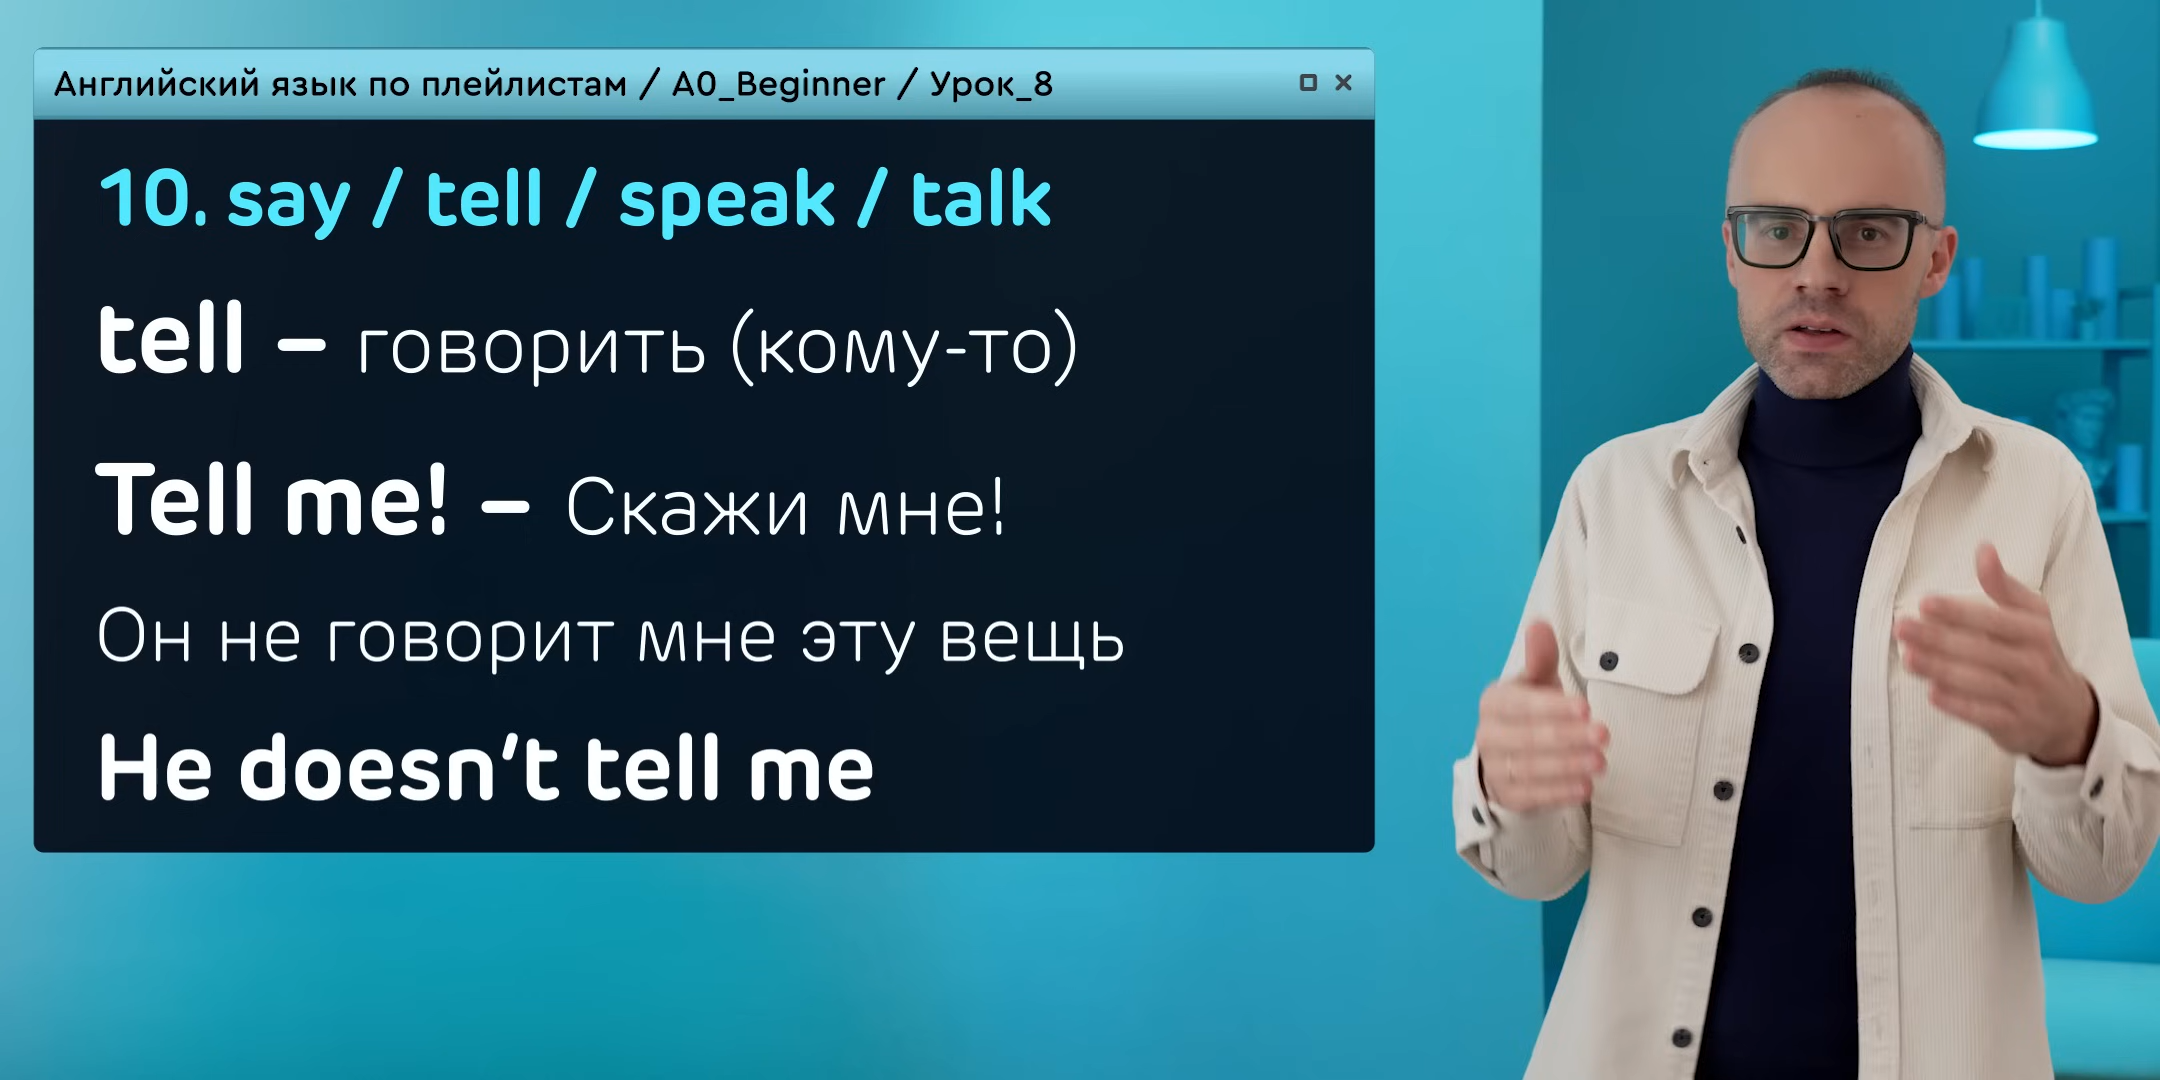 Английский язык по плейлистам / A0_Beginner / Урок_8
10. say / tell / speak / talk
tell – говорить (кому-то)
Tell me! – Скажи мне!
Он не говорит мне эту вещь
He doesn't tell me